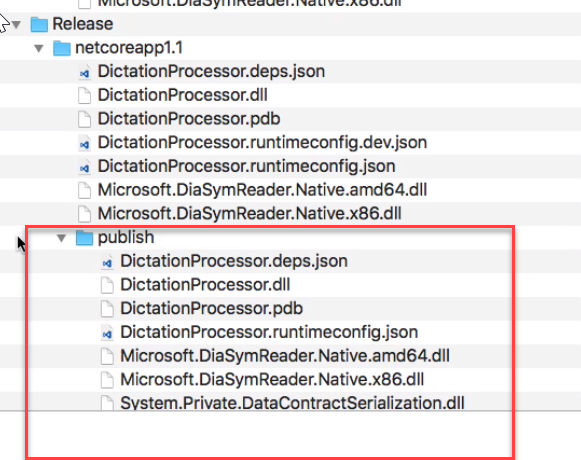 Microsoft.DiaSymReader.Native.x86.dll
Release
netcoreapp1.1
DictationProcessor.deps.json
DictationProcessor.dll
DictationProcessor.pdb
DictationProcessor.runtimeconfig.dev.json
DictationProcessor.runtimeconfig.json
Microsoft.DiaSymReader.Native.amd64.dll
Microsoft.DiaSymReader.Native.x86.dll
publish
DictationProcessor.deps.json
DictationProcessor.dll
DictationProcessor.pdb
DictationProcessor.runtimeconfig.json
Microsoft.DiaSymReader.Native.amd64.dll
Microsoft.DiaSymReader.Native.x86.dll
System.Private.DataContractSerialization.dll